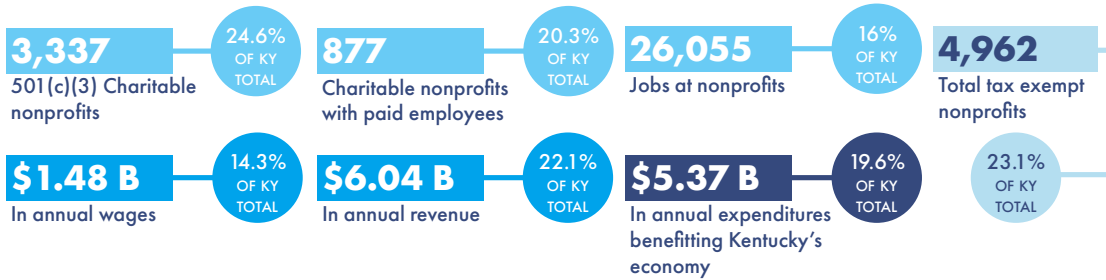 3,337
24.6%
OF KY
TOTAL
501(c)(3) Charitable
nonprofits
877
20.3%
OF KY
TOTAL
Charitable nonprofits
with paid employees
26,055
16%
OF KY
TOTAL
Jobs at nonprofits
4,962
Total tax exempt
nonprofits
$1.48 B
14.3%
OF KY
TOTAL
In annual wages
$6.04 B
22.1%
OF KY
TOTAL
In annual revenue
$5.37 B
19.6%
OF KY
TOTAL
In annual expenditures
benefitting Kentucky's
economy
23.1%
OF KY
TOTAL